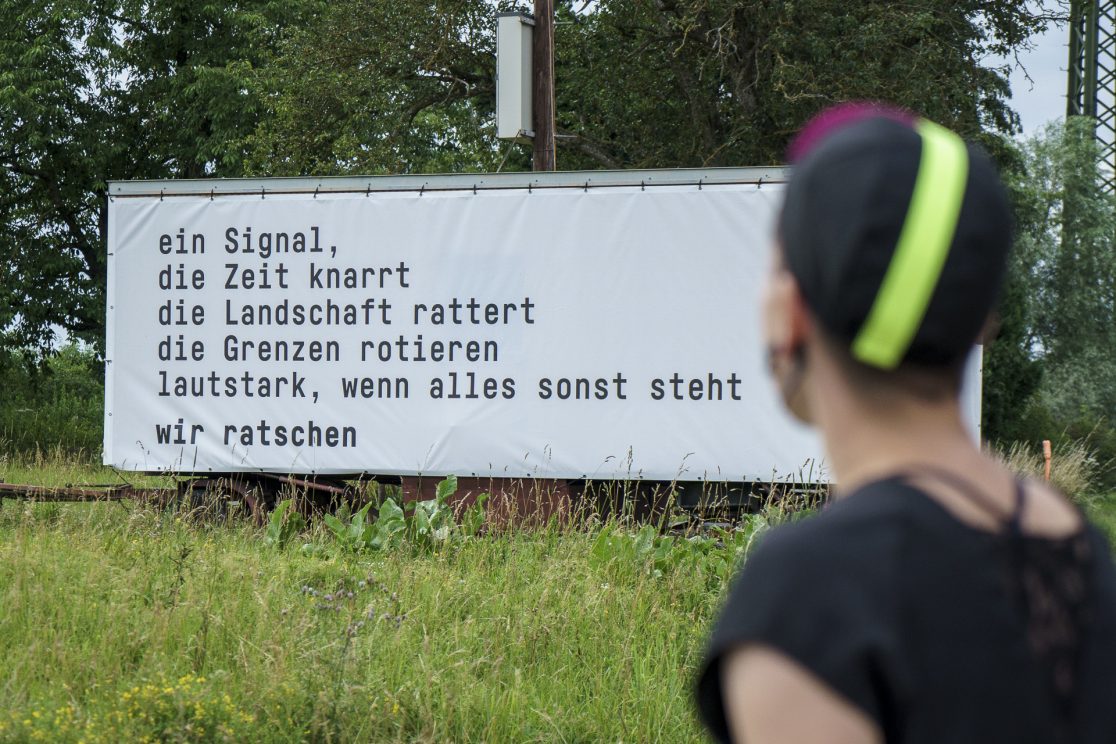 ein Signal,
die Zeit knarrt
die Landschaft rattert
die Grenzen rotieren
lautstark, wenn alles sonst steht
wir ratschen